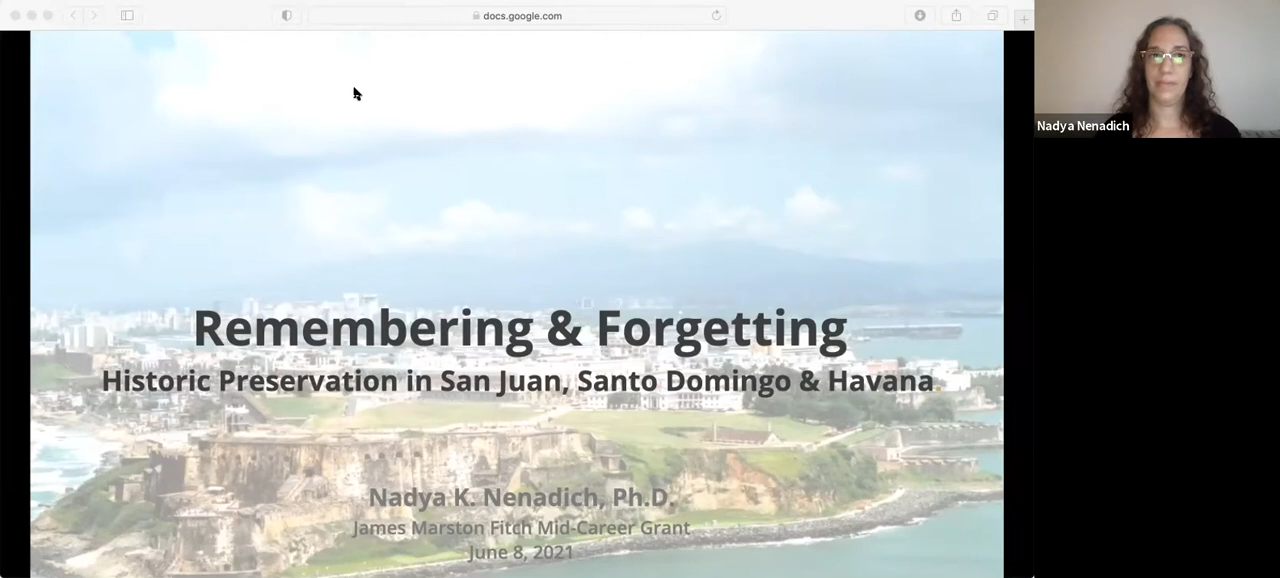 docs.google.com
Nadya Nenadich
Remembering & Forgetting
Historic Preservation in San Juan, Santo Domingo & Havana
Nadya K. Nenadich, Ph.D.
James Marston Fitch Mid-Career Grant
June 8, 2021